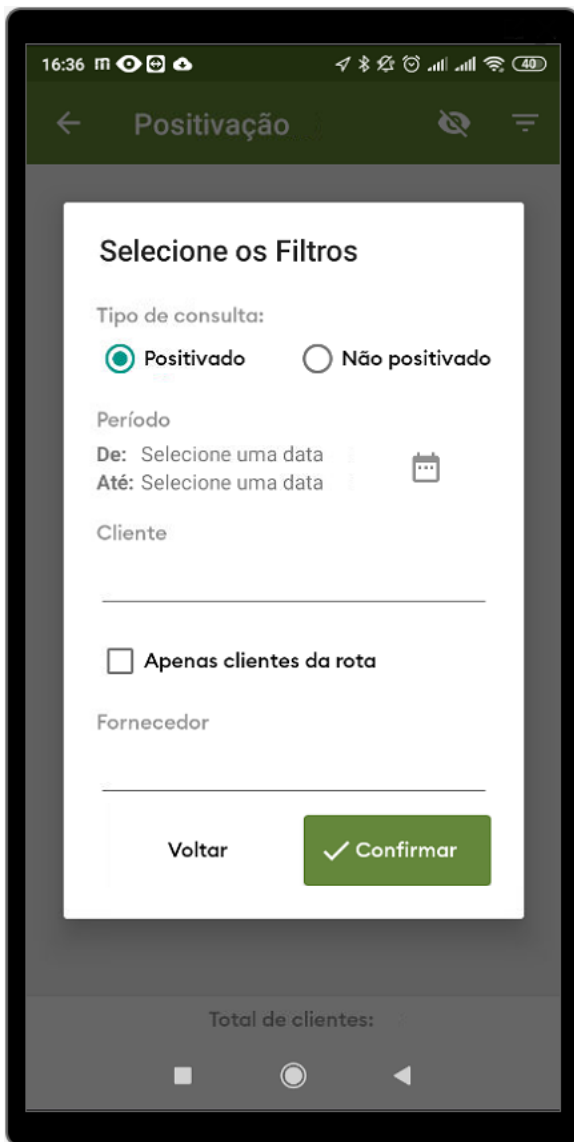 16:36 m 40
Positivação
Selecione os Filtros
Tipo de consulta:
Positivado Não positivado
Período
De: Selecione uma data
Até: Selecione uma data
Cliente
Apenas clientes da rota
Fornecedor
Voltar Confirmar
Total de clientes: